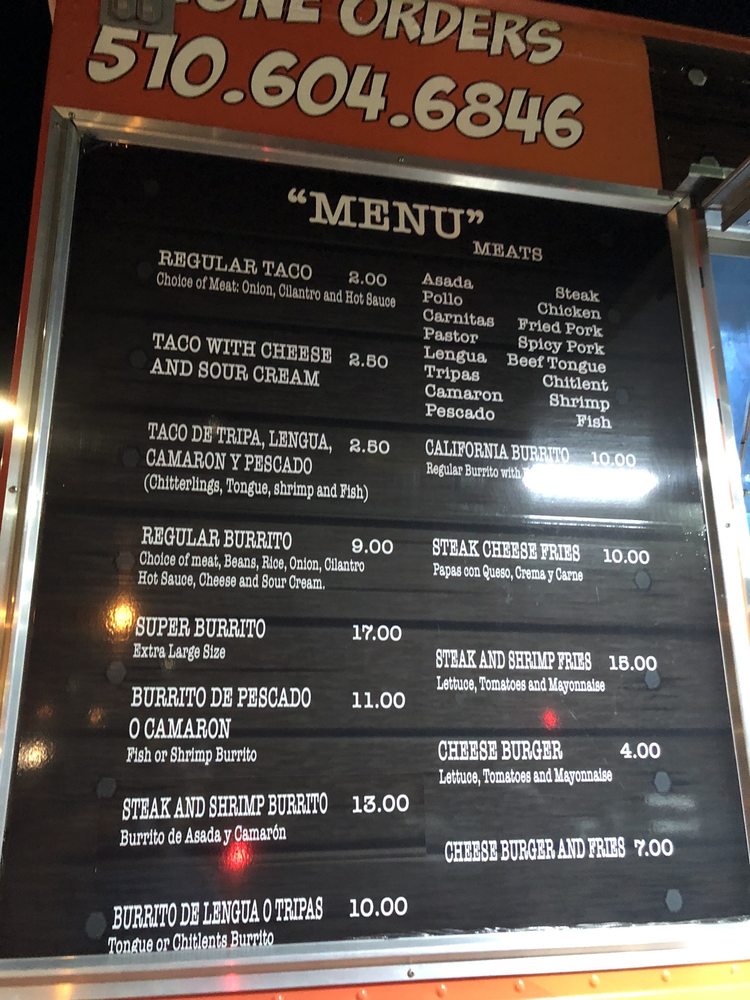 ORDERS
510.604.6846
"MENU"
REGULAR TACO 2.00
Choice of Meat: Onion, Cilantro and Hot Sauce
TACO WITH CHEESE
AND SOUR CREAM 2.50
TACO DE TRIPA, LENGUA, 2.50
CAMARON Y PESCADO
(Chitterlings, Tongue, shrimp and Fish)
REGULAR BURRITO 9.00
Choice of meat, Beans, Rice, Onion, Cilantro
Hot Sauce, Cheese and Sour Cream.
SUPER BURRITO 17.00
Extra Large Size
BURRITO DE PESCADO 11.00
O CAMARON
Fish or Shrimp Burrito
STEAK AND SHRIMP BURRITO 13.00
Burrito de Asada y Camarón
BURRITO DE LENGUA O TRIPAS 10.00
Tongue or Chitlents Burrito
MEATS
Asada Steak
Pollo Chicken
Carnitas Fried Pork
Pastor Spicy Pork
Lengua Beef Tongue
Tripas Chitlent
Camaron Shrimp
Pescado Fish
CALIFORNIA BURRITO 10.00
Regular Burrito with
STEAK CHEESE FRIES 10.00
Papas con Queso, Crema y Carne
STEAK AND SHRIMP FRIES 15.00
Lettuce, Tomatoes and Mayonnaise
CHEESE BURGER 4.00
Lettuce, Tomatoes and Mayonnaise
CHEESE BURGER AND FRIES 7.00